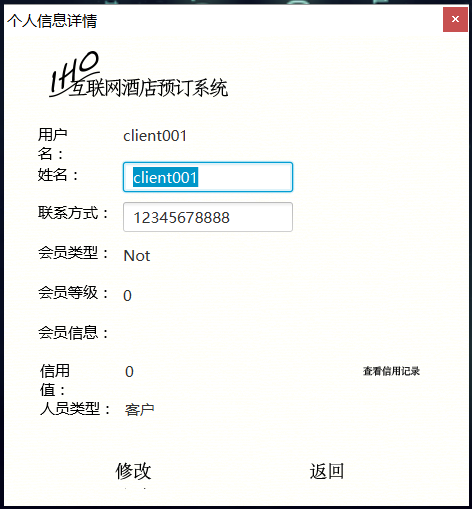 个人信息详情
IHO
互联网酒店预订系统
用户名： client001
姓名： client001
联系方式： 12345678888
会员类型： Not
会员等级： 0
会员信息：
信用值： 0 查看信用记录
人员类型： 客户
修改 返回